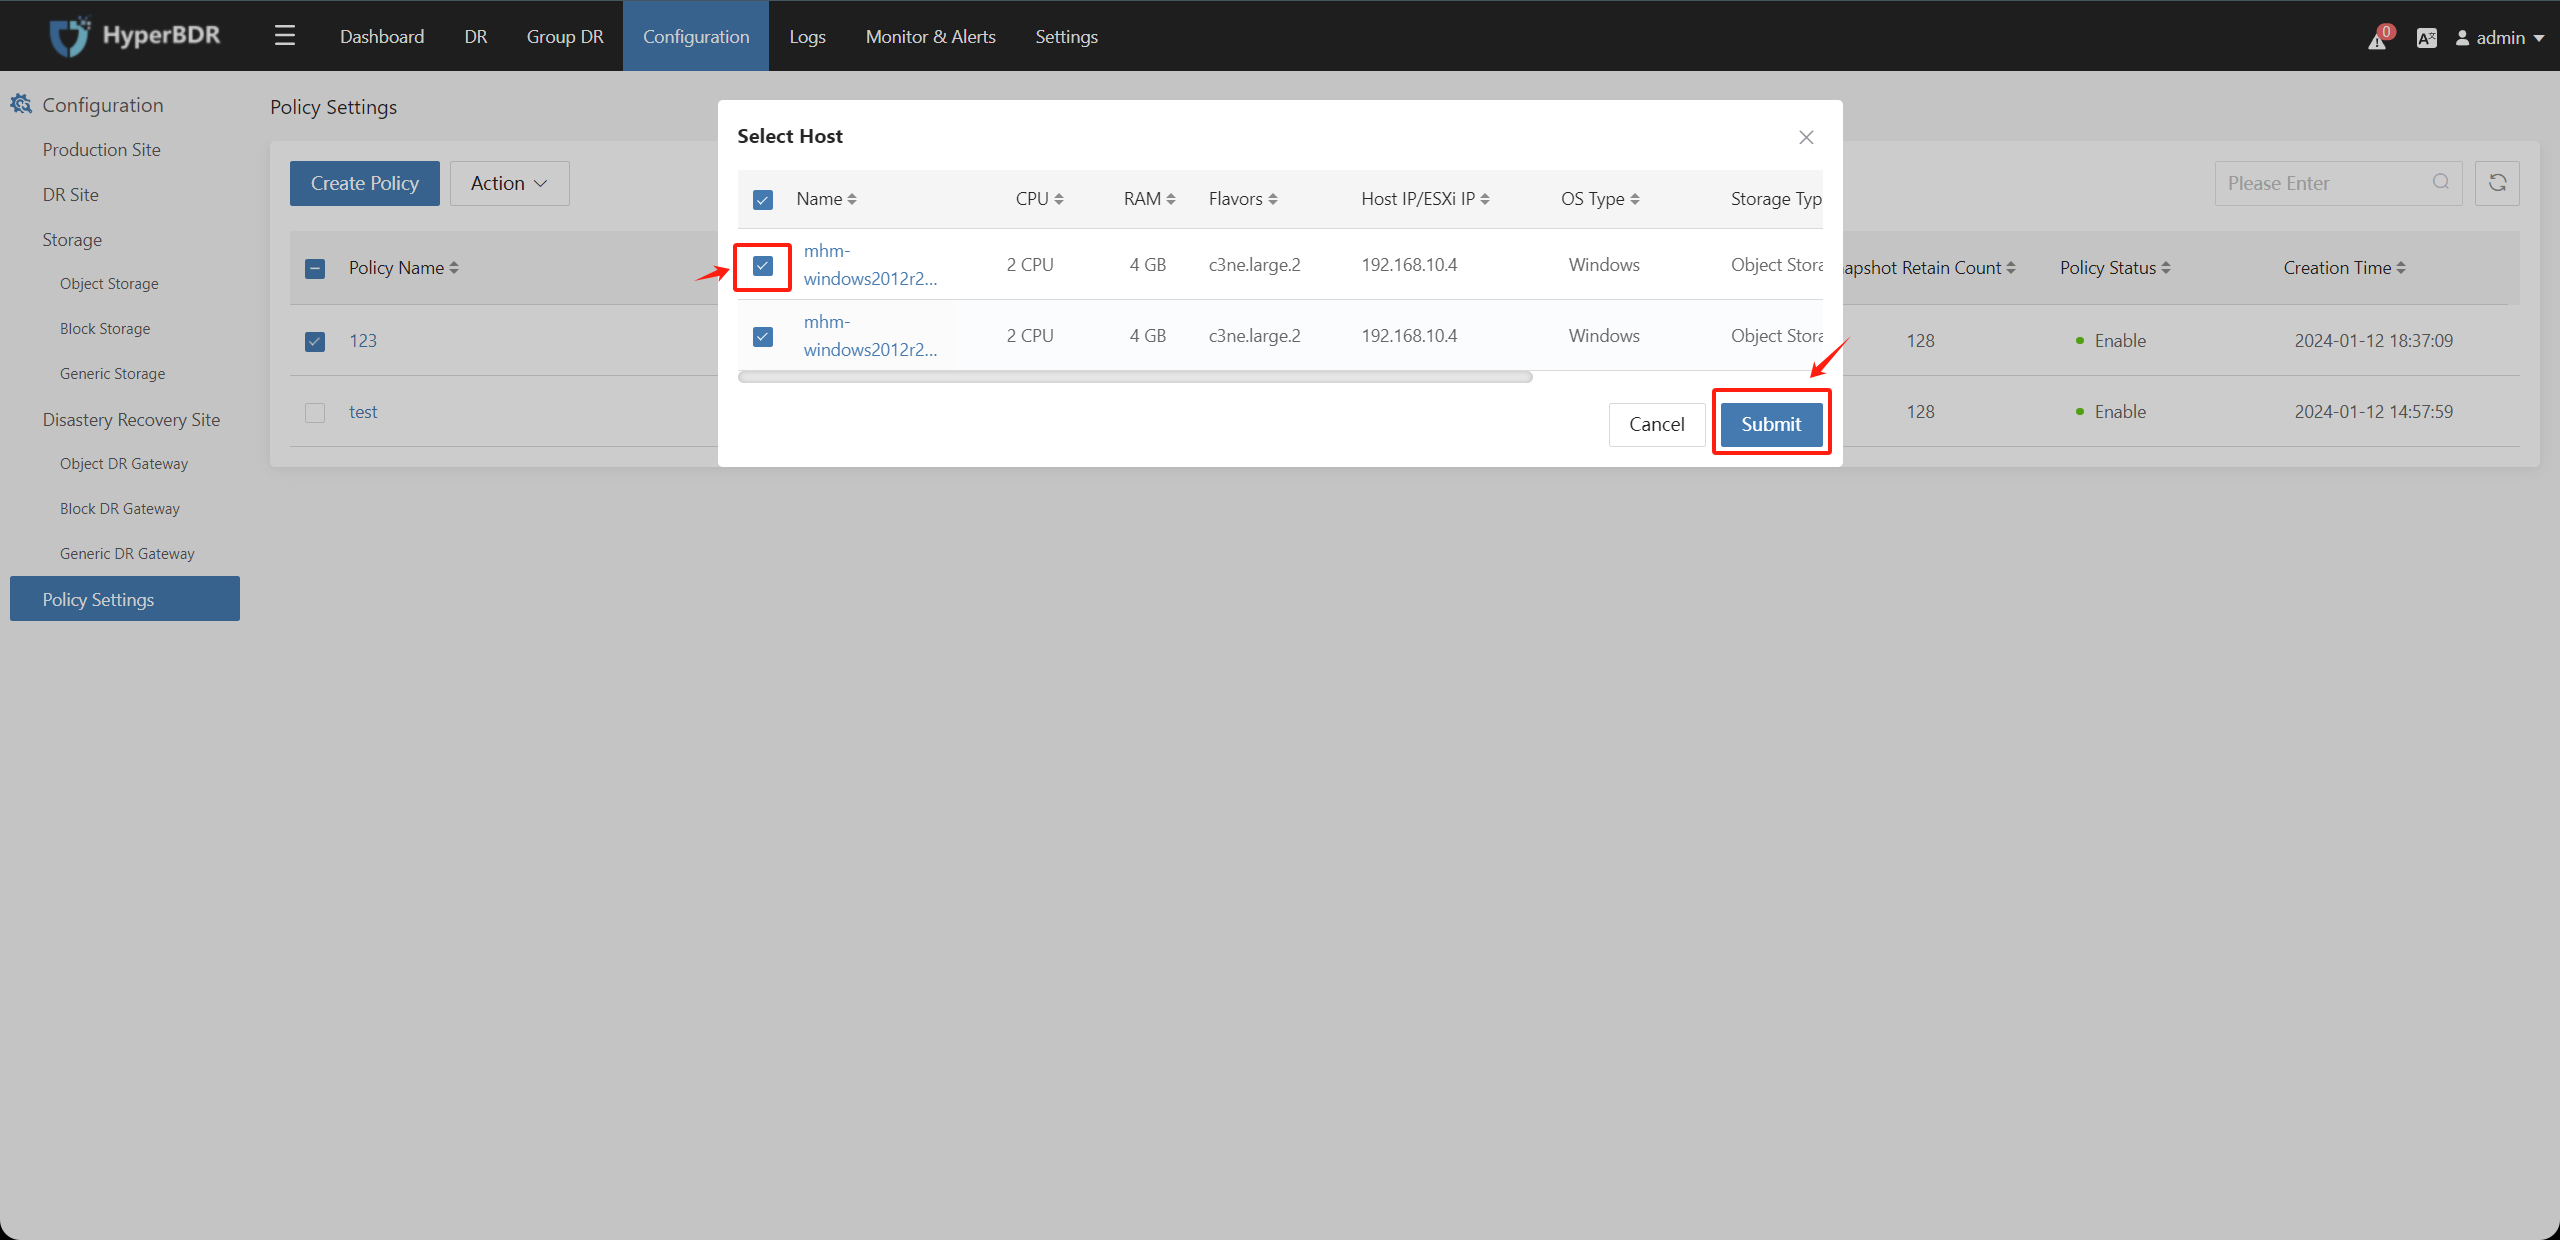 HyperBDR
Dashboard DR Group DR Configuration Logs Monitor & Alerts Settings
0 admin
Configuration
Production Site
DR Site
Storage
Object Storage
Block Storage
Generic Storage
Disastery Recovery Site
Object DR Gateway
Block DR Gateway
Generic DR Gateway
Policy Settings
Policy Settings
Create Policy Action
Please Enter
Policy Name apshot Retain Count Policy Status Creation Time
123 128 Enable 2024-01-12 18:37:09
test 128 Enable 2024-01-12 14:57:59
Select Host
Name CPU RAM Flavors Host IP/ESXi IP OS Type Storage Typ
mhm-
windows2012r2... 2 CPU 4 GB c3ne.large.2 192.168.10.4 Windows Object Stora
mhm-
windows2012r2... 2 CPU 4 GB c3ne.large.2 192.168.10.4 Windows Object Stora
Cancel Submit